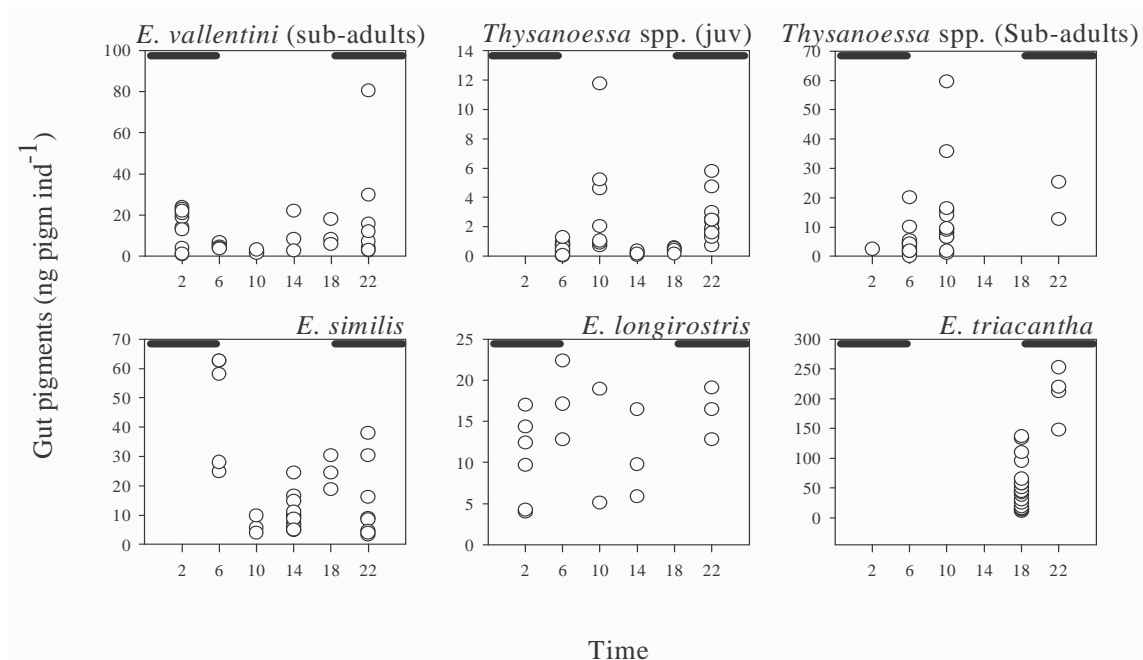 E. vallentini (sub-adults) Thysanoessa spp. (juv) Thysanoessa spp. (Sub-adults)
100 14 70
12 60
80
10 50
60 8 40
40 6 30
4 20
20
2 10
0 0 0
2 6 10 14 18 22 2 6 10 14 18 22 2 6 10 14 18 22
E. similis E. longirostris E. triacantha
70 25 300
60 250
20
50 200
40 15 150
30 10 100
20 50
5
10 0
0 0
2 6 10 14 18 22 2 6 10 14 18 22 2 6 10 14 18 22
Gut pigments (ng pigm ind-1)
Time